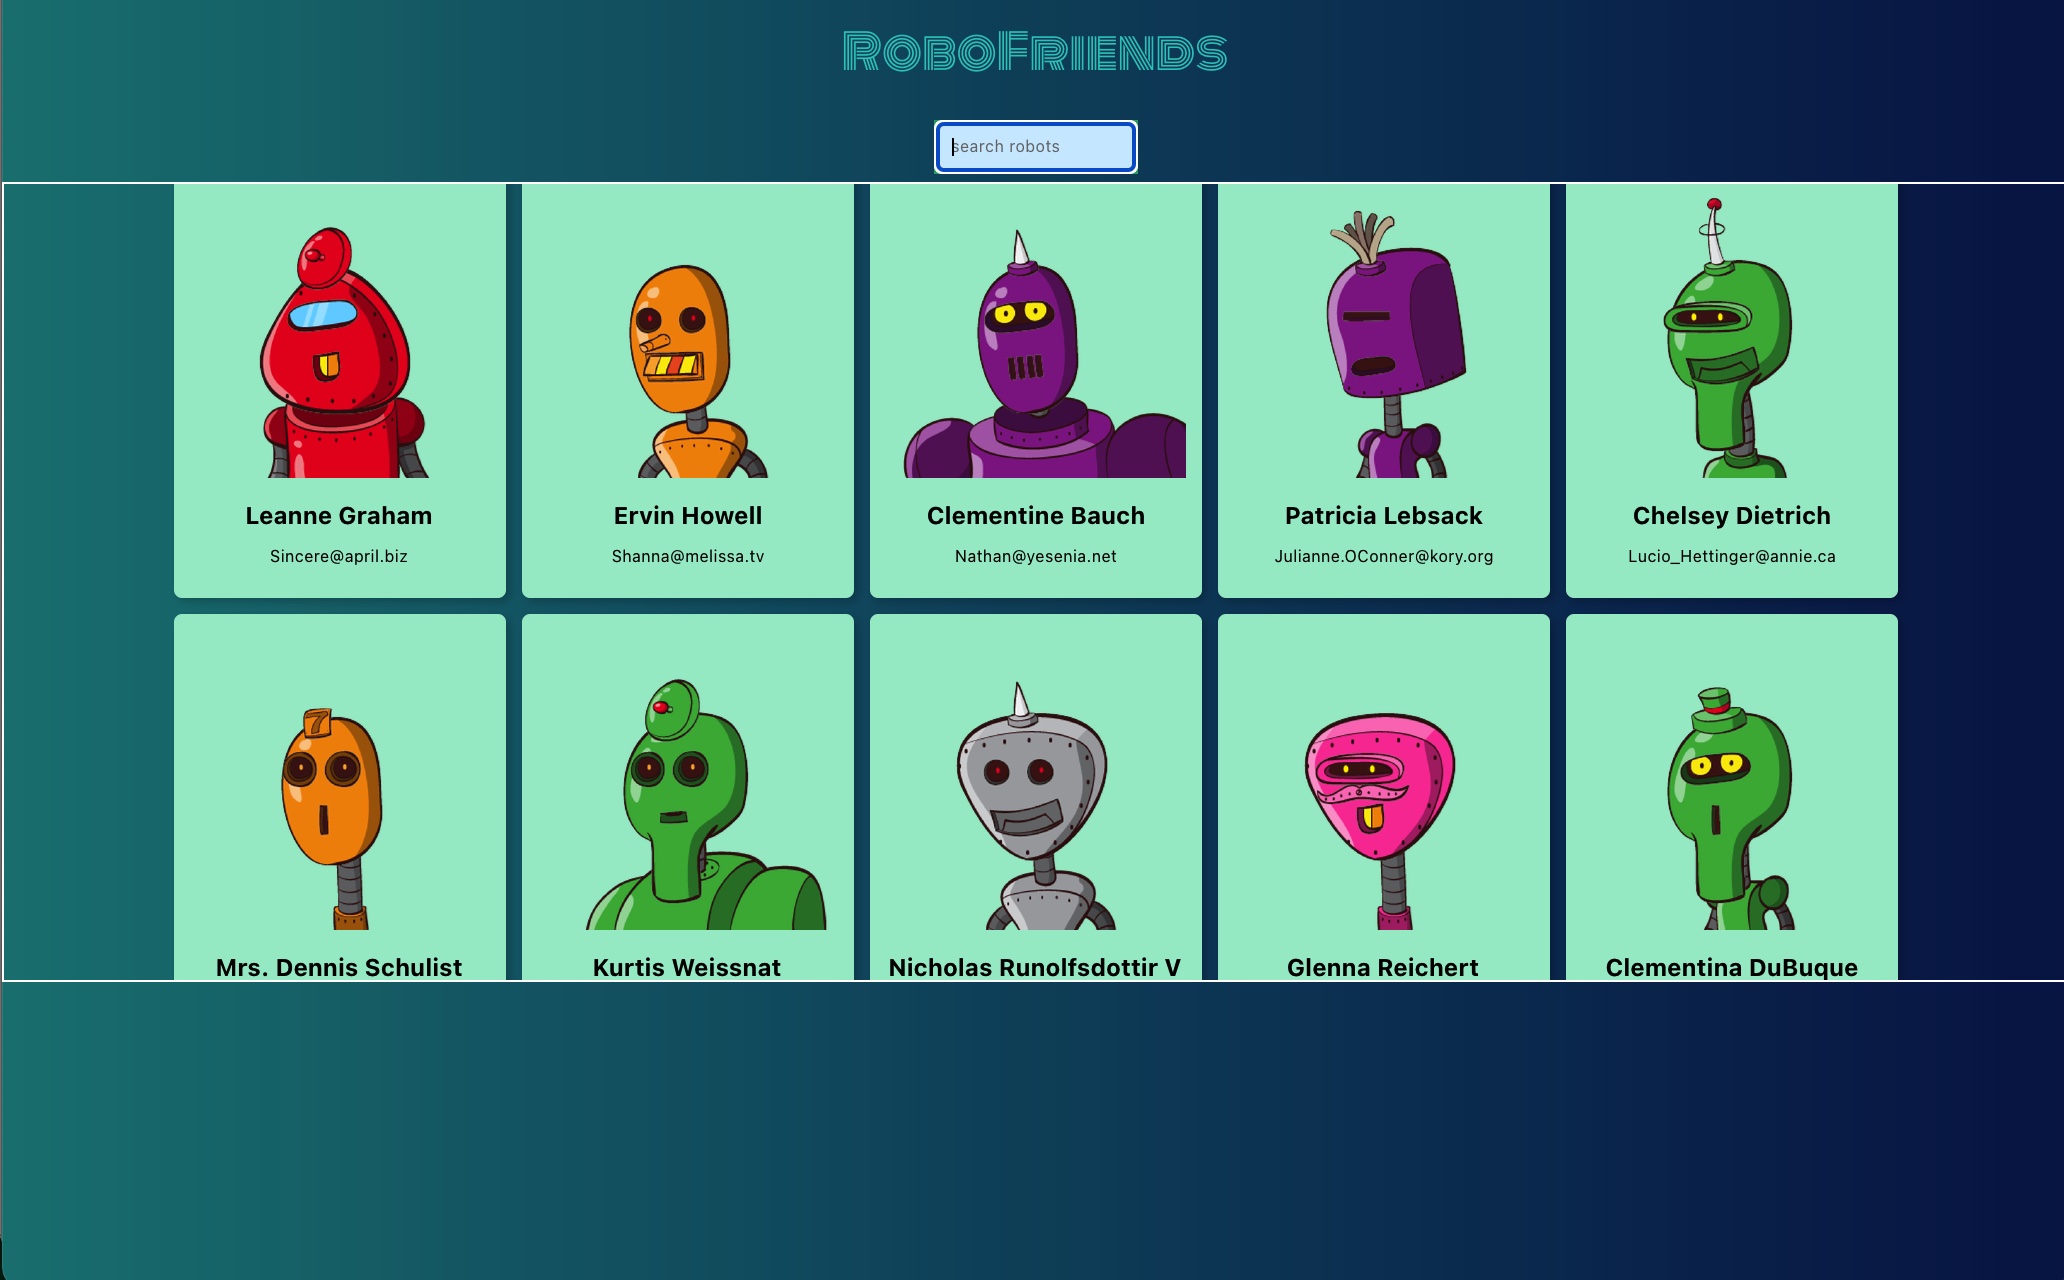 RoboFriends
search robots
Leanne Graham
Sincere@april.biz
Ervin Howell
Shanna@melissa.tv
Clementine Bauch
Nathan@yesenia.net
Patricia Lebsack
Julianne.OConner@kory.org
Chelsey Dietrich
Lucio_Hettinger@annie.ca
7
Mrs. Dennis Schulist
Kurtis Weissnat
Nicholas Runolfsdottir V
Glenna Reichert
Clementina DuBuque